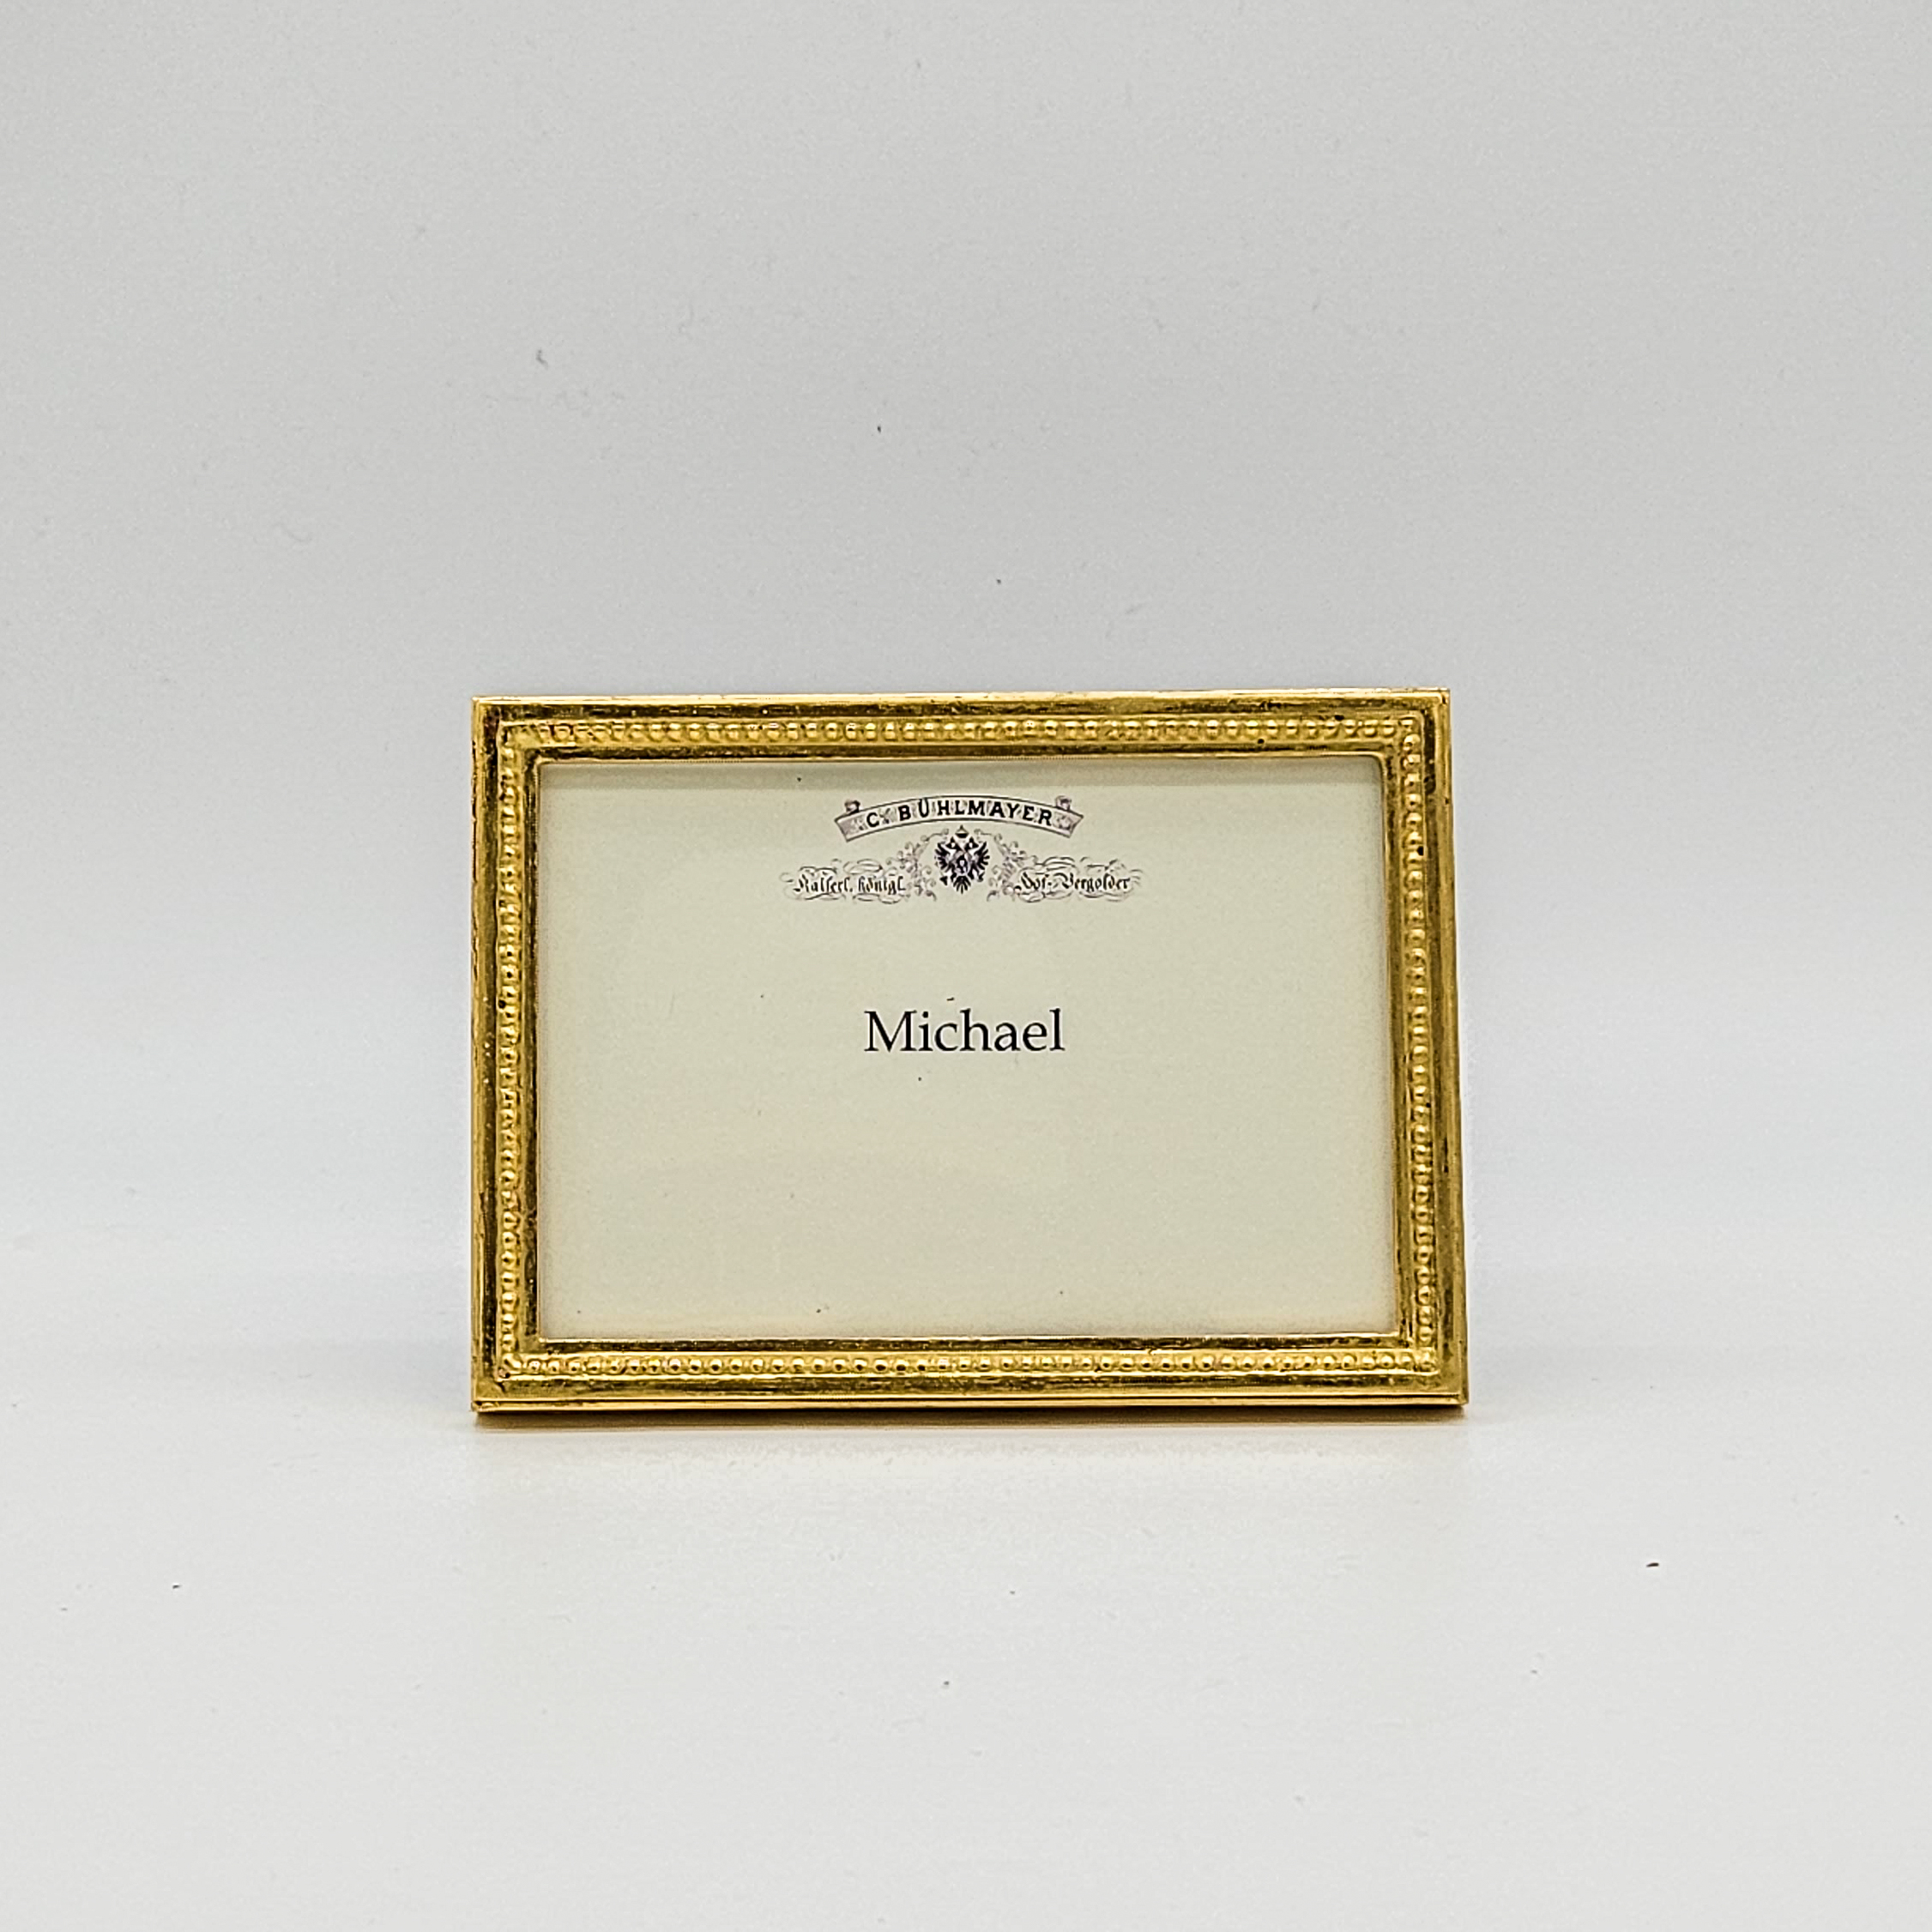 C. BÜHLMAYER
Kaiserl. königl. Hof-Vergolder
Michael